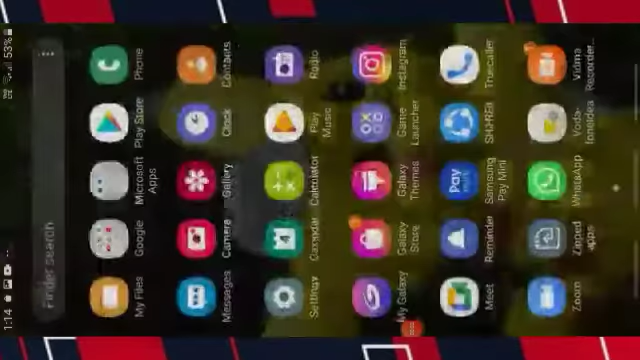 1:14
53%
Finder search
My Files
Google
Microsoft
Apps
Play Store
Phone
Messages
Camera
Gallery
Clock
Contacts
Settings
Calendar
Calculator
Play
Music
Radio
My Galaxy
Galaxy
Store
Galaxy
Themes
Game
Launcher
Instagram
Meet
Reminder
Pay
Samsung
Pay Mini
SHAREit
Truecaller
Zoom
Zipped
apps
WhatsApp
Voda-
foneIdea
Vidma
Recorder...